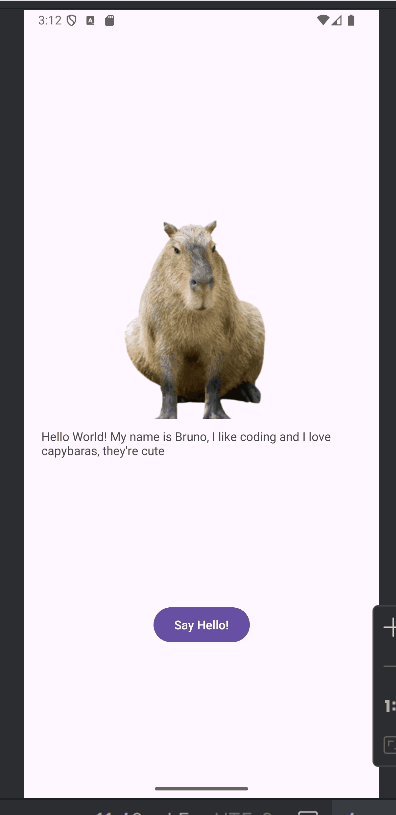 3:12
Hello World! My name is Bruno, I like coding and I love
capybaras, they're cute
Say Hello!